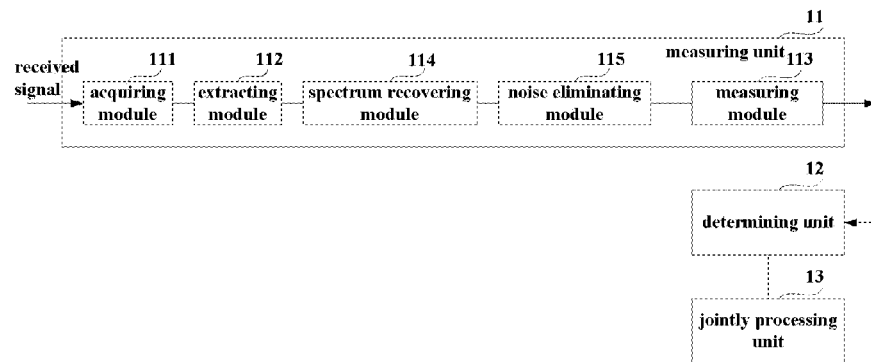 11
measuring unit
received
signal
111
112
114
115
113
acquiring
module
extracting
module
spectrum recovering
module
noise eliminating
module
measuring
module
12
determining unit
13
jointly processing
unit